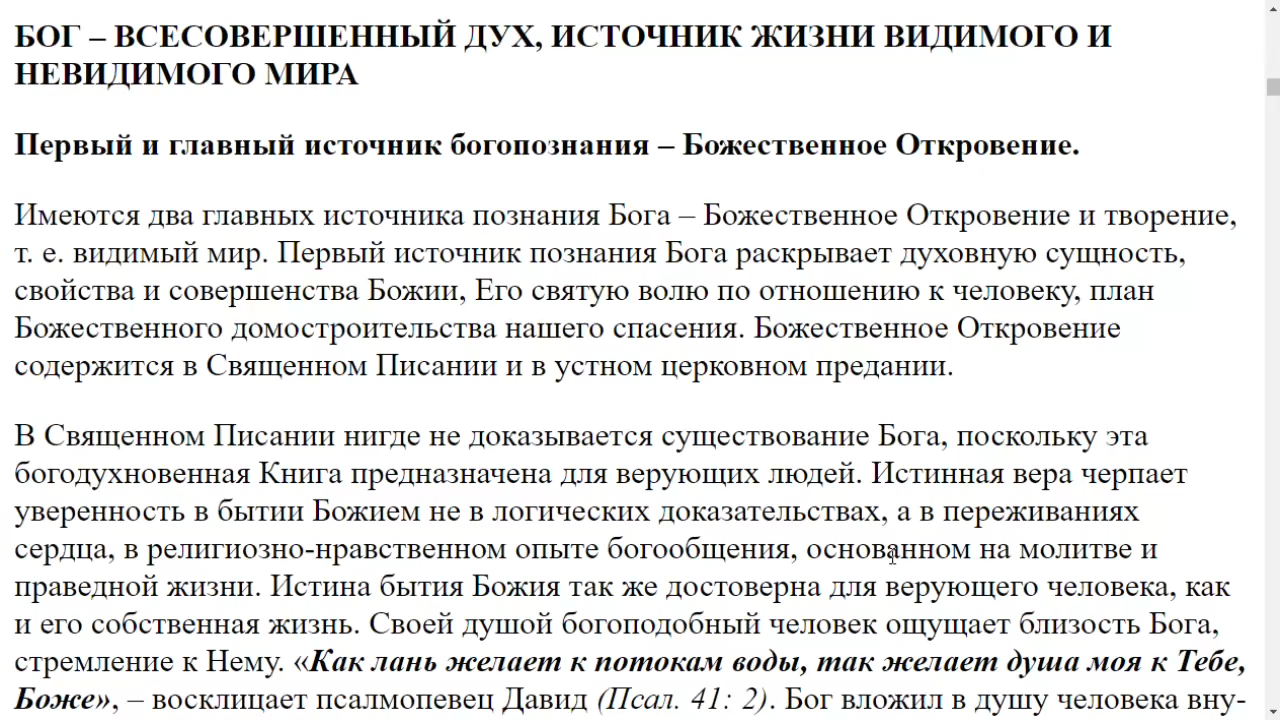 БОГ – ВСЕСОВЕРШЕННЫЙ ДУХ, ИСТОЧНИК ЖИЗНИ ВИДИМОГО И
НЕВИДИМОГО МИРА
Первый и главный источник богопознания – Божественное Откровение.
Имеются два главных источника познания Бога – Божественное Откровение и творение,
т. е. видимый мир. Первый источник познания Бога раскрывает духовную сущность,
свойства и совершенства Божии, Его святую волю по отношению к человеку, план
Божественного домостроительства нашего спасения. Божественное Откровение
содержится в Священном Писании и в устном церковном предании.
В Священном Писании нигде не доказывается существование Бога, поскольку эта
богодухновенная Книга предназначена для верующих людей. Истинная вера черпает
уверенность в бытии Божием не в логических доказательствах, а в переживаниях
сердца, в религиозно-нравственном опыте богообщения, основанном на молитве и
праведной жизни. Истина бытия Божия так же достоверна для верующего человека, как
и его собственная жизнь. Своей душой богоподобный человек ощущает близость Бога,
стремление к Нему. «Как лань желает к потокам воды, так желает душа моя к Тебе,
Боже», – восклицает псалмопевец Давид (Псал. 41: 2). Бог вложил в душу человека вну-